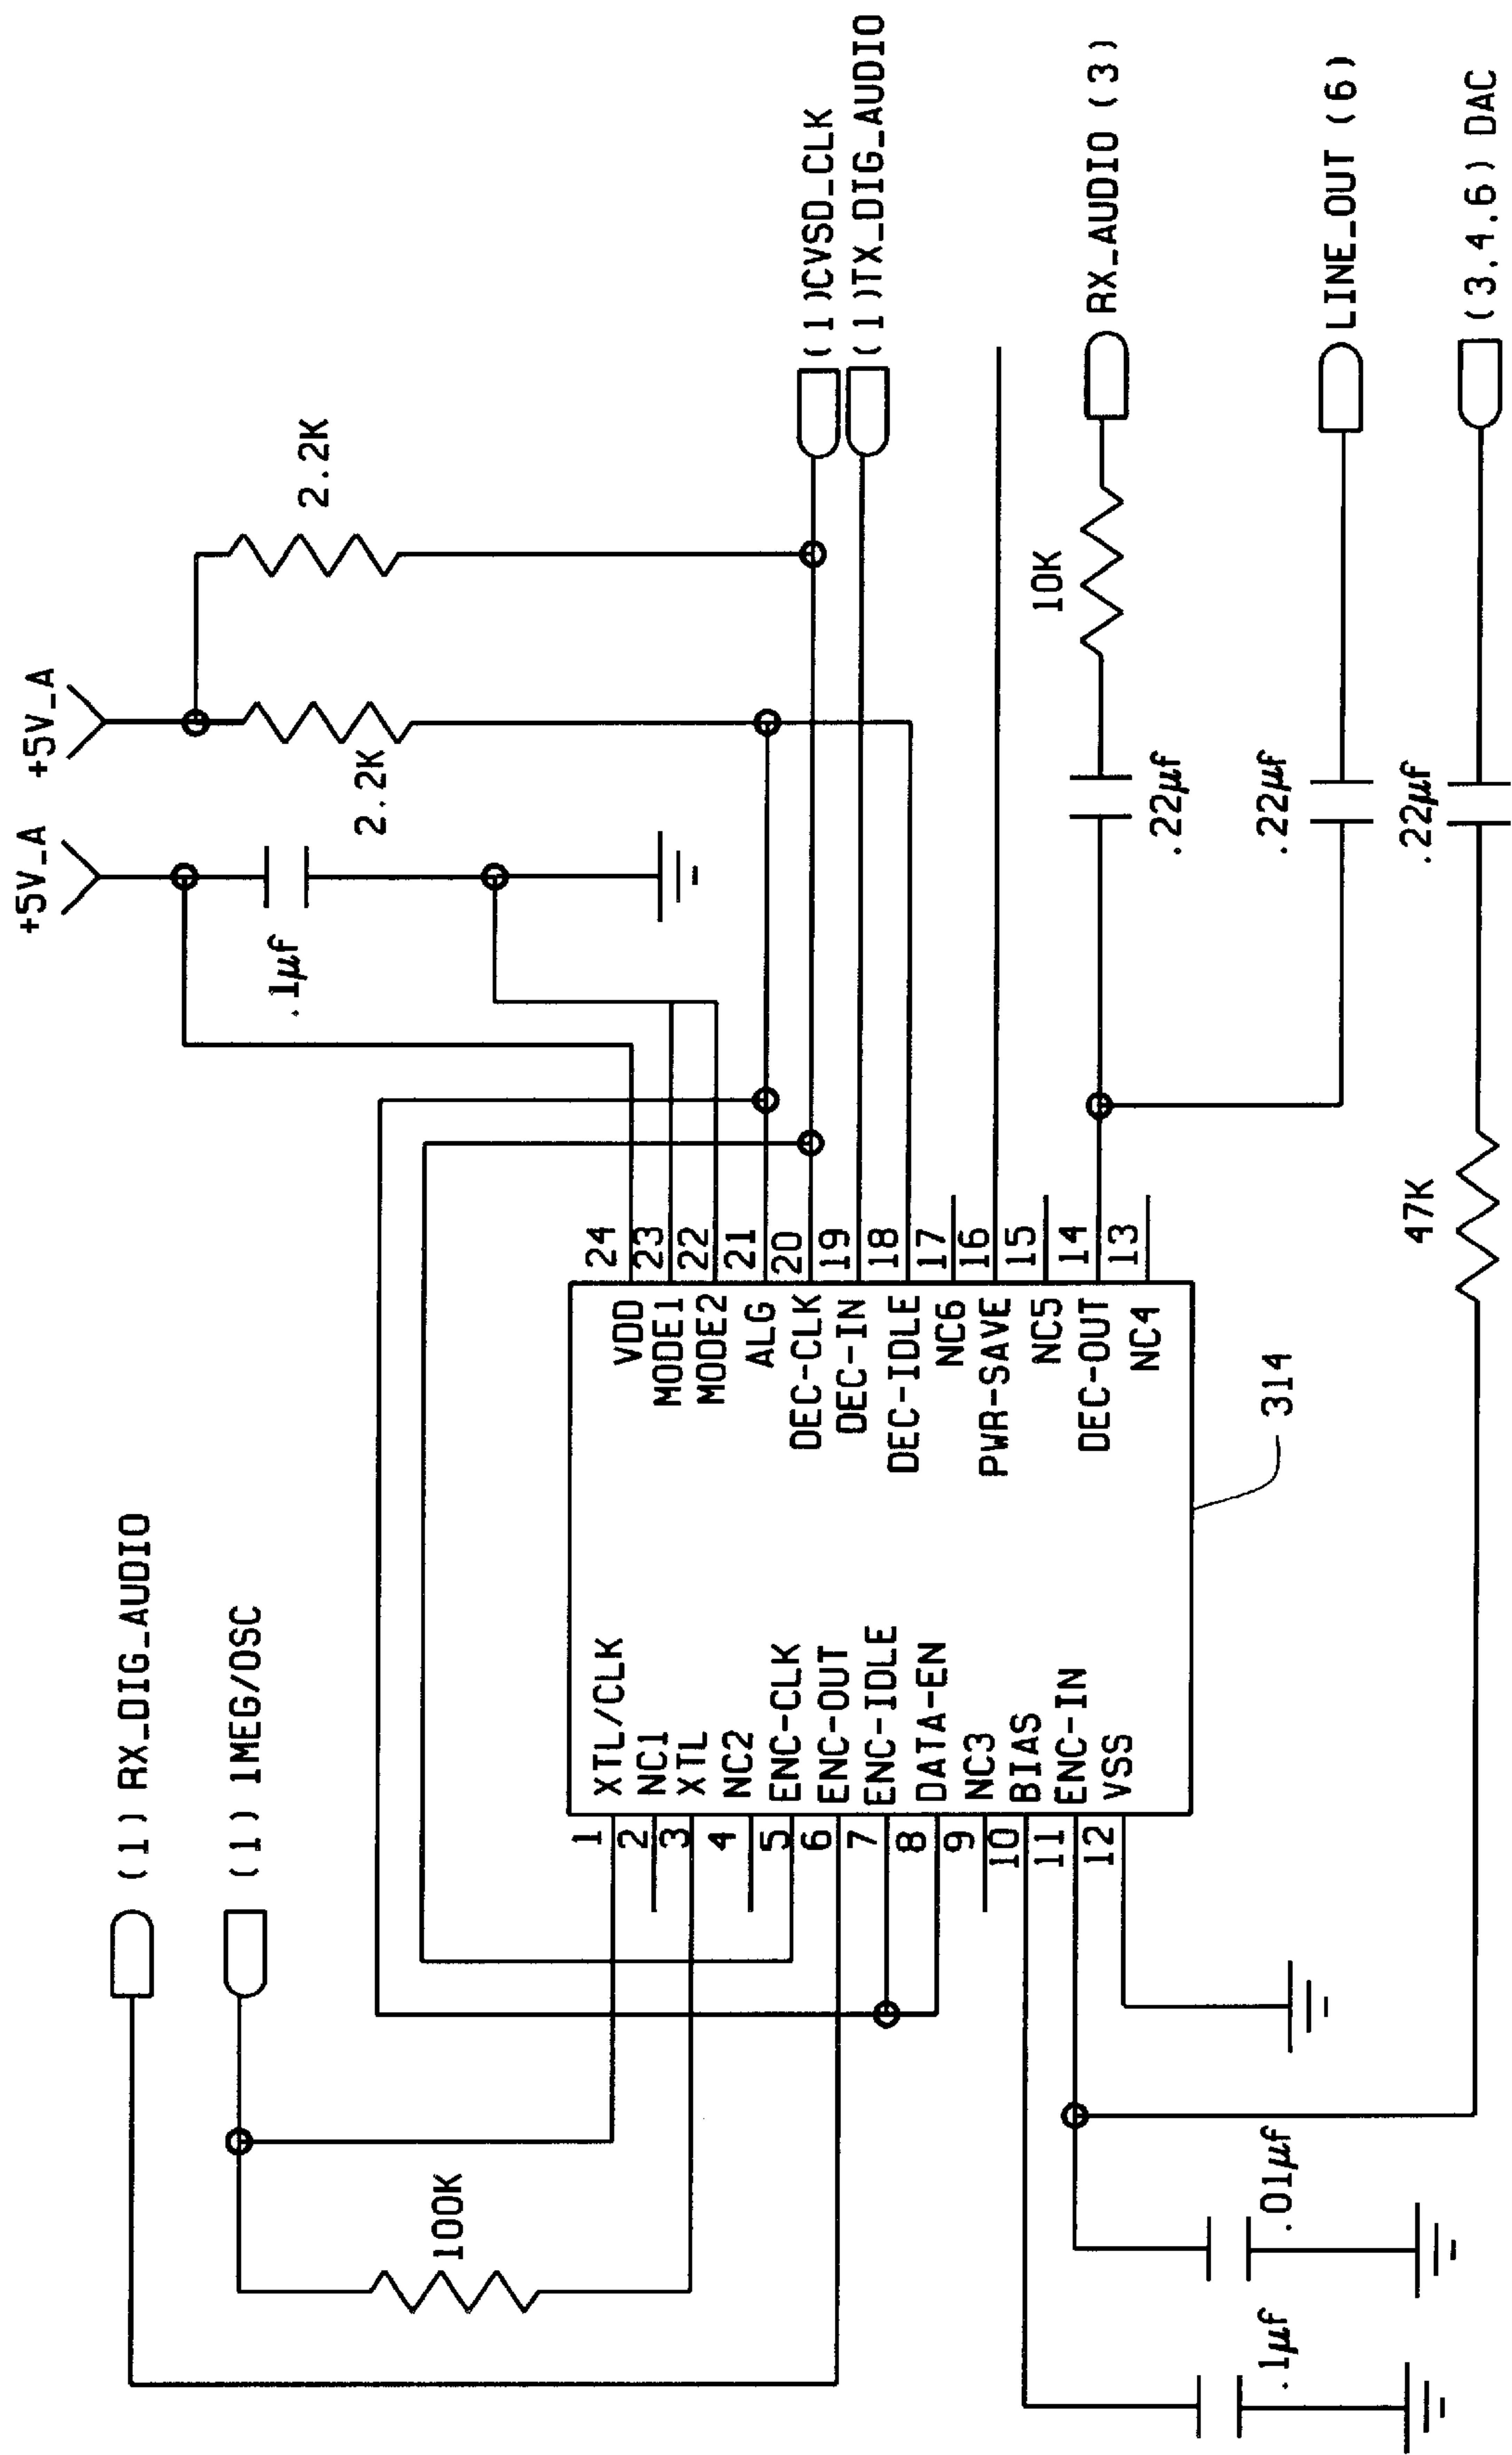 (1) RX_DIG_AUDIO
(1) 1MEG/OSC
100K
+5V_A
+5V_A
.1µf
2.2K
2.2K
(1)CVSD_CLK
(1)TX_DIG_AUDIO
1
2
3
4
5
6
7
8
9
10
11
12
XTL/CLK
NC1
XTL
NC2
ENC-CLK
ENC-OUT
ENC-IDLE
DATA-EN
NC3
BIAS
ENC-IN
VSS
VDD
MODE1
MODE2
ALG
DEC-CLK
DEC-IN
DEC-IDLE
NC6
PWR-SAVE
NC5
DEC-OUT
NC4
24
23
22
21
20
19
18
17
16
15
14
13
10K
RX_AUDIO (3)
.22µf
.22µf
LINE_OUT (6)
.22µf
(3.4.6) DAC
47K
314
.01µf
.1µf